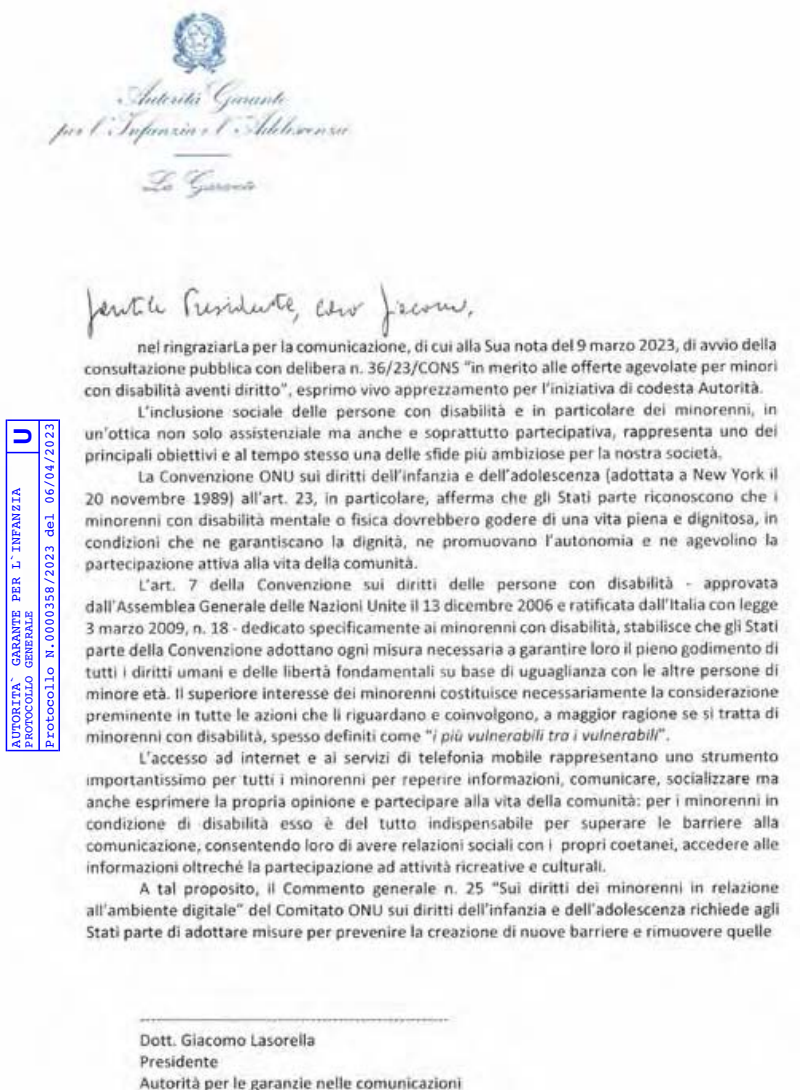 Autorità Garante
per l'Infanzia e l'Adolescenza
La Garante
Gentile Presidente, caro Giacomo,
nel ringraziarLa per la comunicazione, di cui alla Sua nota del 9 marzo 2023, di avvio della
consultazione pubblica con delibera n. 36/23/CONS "in merito alle offerte agevolate per minori
con disabilità aventi diritto", esprimo vivo apprezzamento per l'iniziativa di codesta Autorità.
L'inclusione sociale delle persone con disabilità e in particolare dei minorenni, in
un'ottica non solo assistenziale ma anche e soprattutto partecipativa, rappresenta uno dei
principali obiettivi e al tempo stesso una delle sfide più ambiziose per la nostra società.
La Convenzione ONU sui diritti dell'infanzia e dell'adolescenza (adottata a New York il
20 novembre 1989) all'art. 23, in particolare, afferma che gli Stati parte riconoscono che i
minorenni con disabilità mentale o fisica dovrebbero godere di una vita piena e dignitosa, in
condizioni che ne garantiscano la dignità, ne promuovano l'autonomia e ne agevolino la
partecipazione attiva alla vita della comunità.
L'art. 7 della Convenzione sui diritti delle persone con disabilità - approvata
dall'Assemblea Generale delle Nazioni Unite il 13 dicembre 2006 e ratificata dall'Italia con legge
3 marzo 2009, n. 18 - dedicato specificamente ai minorenni con disabilità, stabilisce che gli Stati
parte della Convenzione adottano ogni misura necessaria a garantire loro il pieno godimento di
tutti i diritti umani e delle libertà fondamentali su base di uguaglianza con le altre persone di
minore età. Il superiore interesse dei minorenni costituisce necessariamente la considerazione
preminente in tutte le azioni che li riguardano e coinvolgono, a maggior ragione se si tratta di
minorenni con disabilità, spesso definiti come "i più vulnerabili tra i vulnerabili".
L'accesso ad internet e ai servizi di telefonia mobile rappresentano uno strumento
importantissimo per tutti i minorenni per reperire informazioni, comunicare, socializzare ma
anche esprimere la propria opinione e partecipare alla vita della comunità: per i minorenni in
condizione di disabilità esso è del tutto indispensabile per superare le barriere alla
comunicazione, consentendo loro di avere relazioni sociali con i propri coetanei, accedere alle
informazioni oltreché la partecipazione ad attività ricreative e culturali.
A tal proposito, il Commento generale n. 25 "Sui diritti dei minorenni in relazione
all'ambiente digitale" del Comitato ONU sui diritti dell'infanzia e dell'adolescenza richiede agli
Stati parte di adottare misure per prevenire la creazione di nuove barriere e rimuovere quelle
Dott. Giacomo Lasorella
Presidente
Autorità per le garanzie nelle comunicazioni
AUTORITA` GARANTE PER L`INFANZIA
PROTOCOLLO GENERALE
U
Protocollo N.0000358/2023 del 06/04/2023